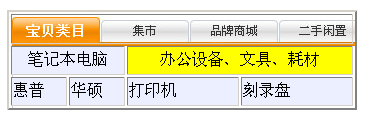 宝贝类目 集市 品牌商城 二手闲置
笔记本电脑 办公设备、文具、耗材
惠普 华硕 打印机 刻录盘